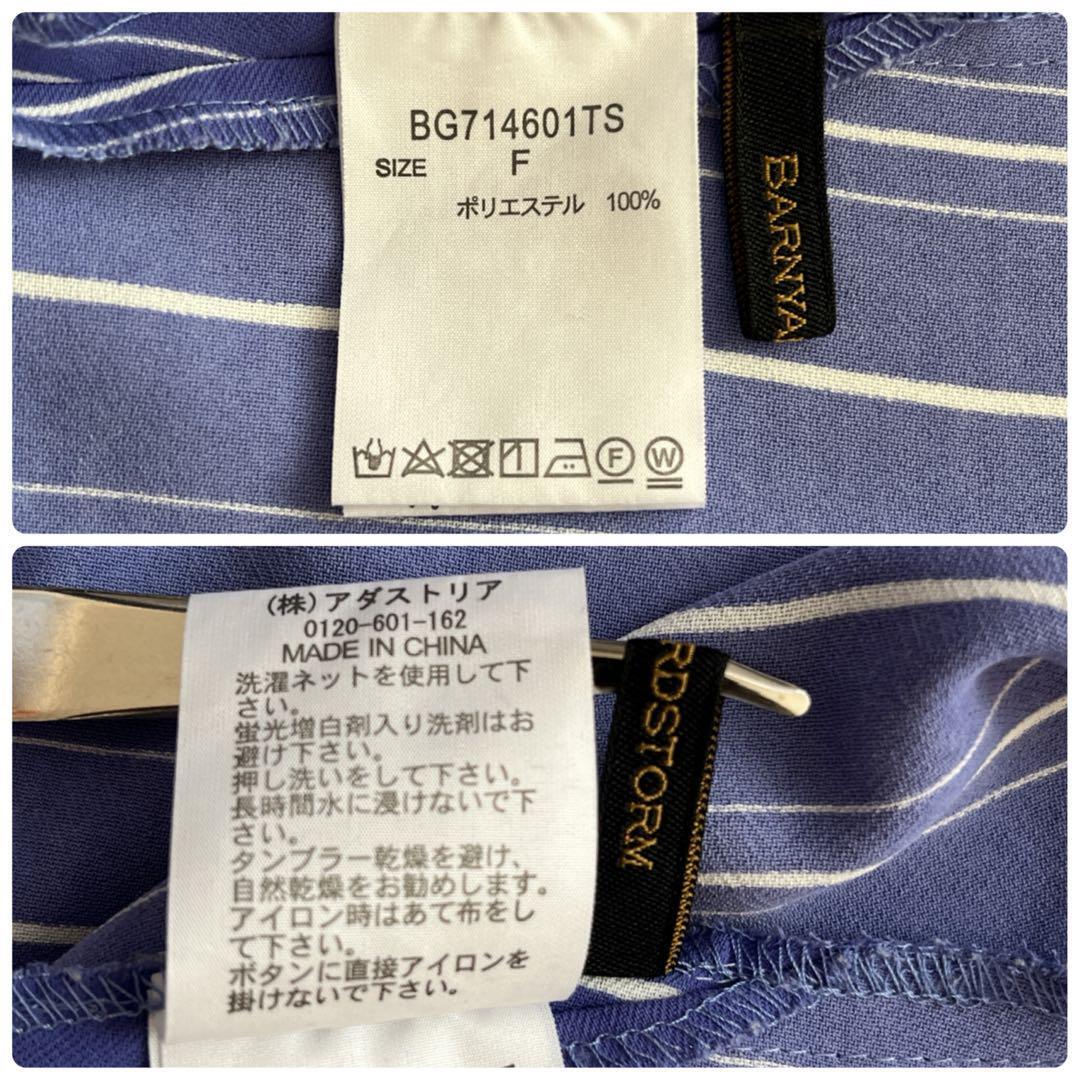 BG714601TS
SIZE F
ポリエステル 100%
F W
BARNYA
(株)アダストリア
0120-601-162
MADE IN CHINA
洗濯ネットを使用して下
さい。
蛍光増白剤入り洗剤はお
避け下さい。
押し洗いをして下さい。
長時間水に浸けないで下
さい。
タンブラー乾燥を避け、
自然乾燥をお勧めします。
アイロン時はあて布をし
て下さい。
ボタンに直接アイロンを
掛けないで下さい。
RDSTORM